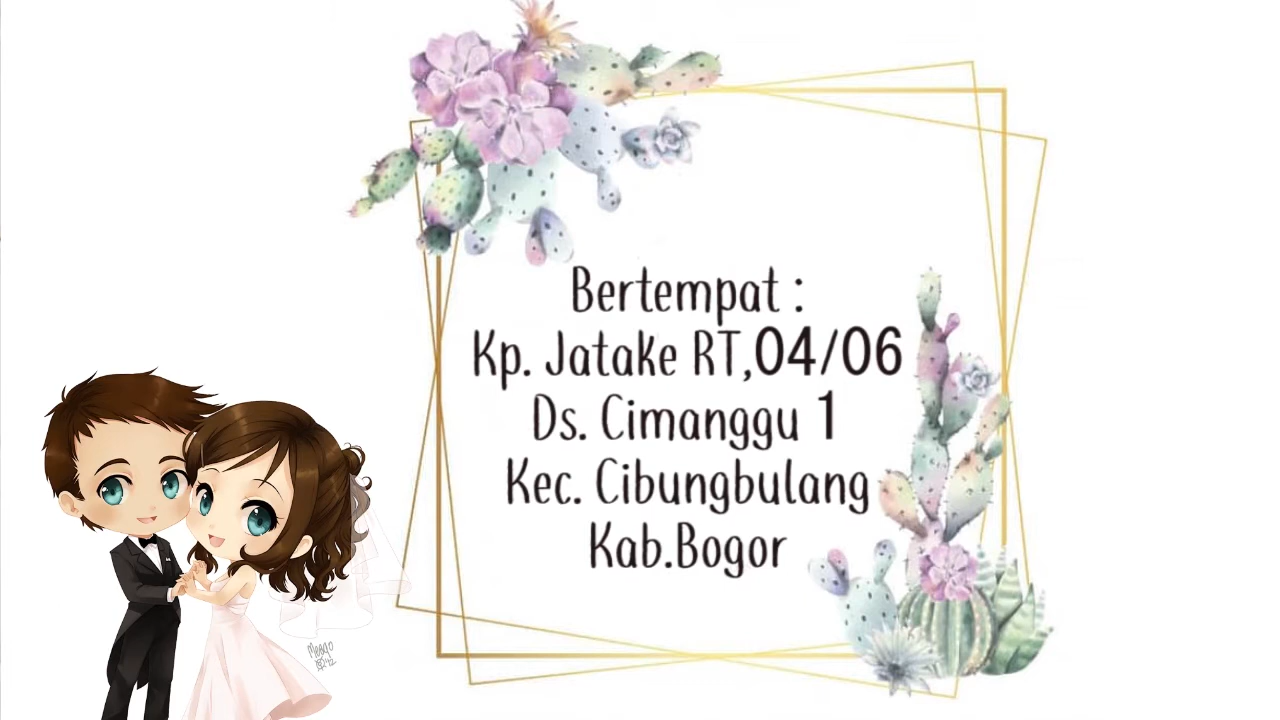 Bertempat :
Kp. Jatake RT,04/06
Ds. Cimanggu 1
Kec. Cibungbulang
Kab.Bogor